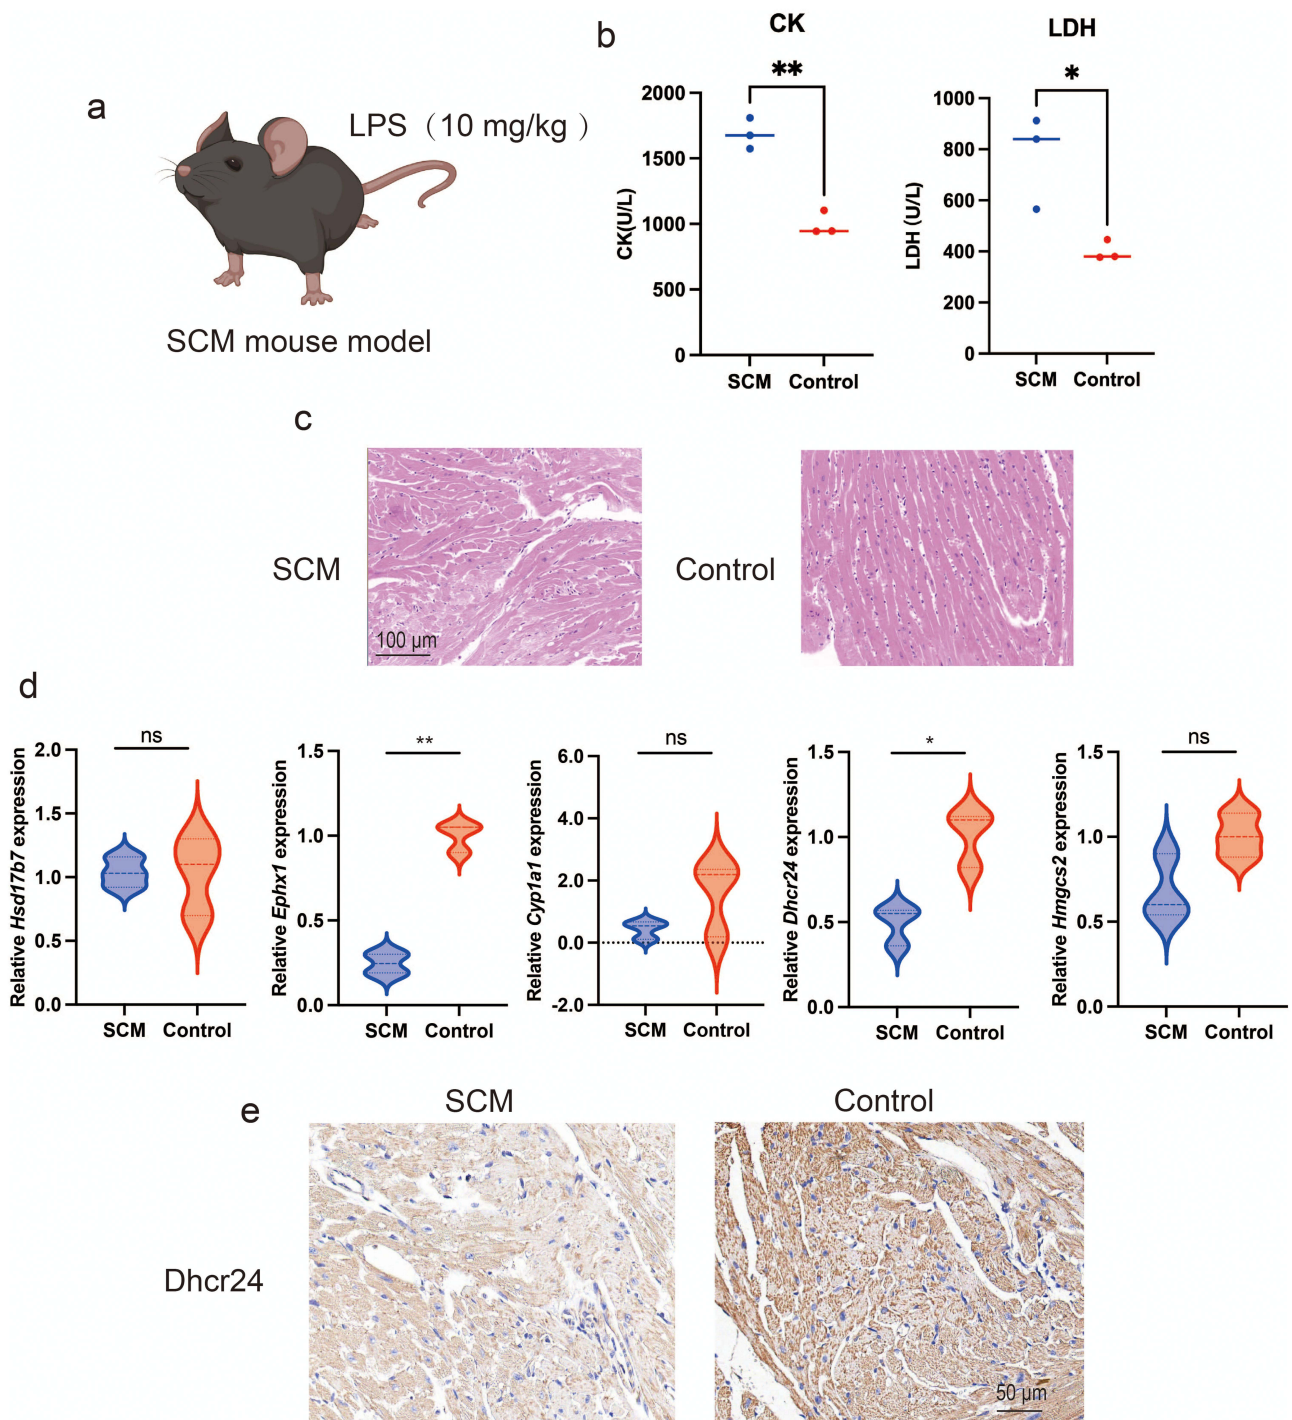 a
LPS（10 mg/kg ）
SCM mouse model
b
CK
**
CK(U/L)
2000
1500
1000
500
0
SCM Control
LDH
*
LDH (U/L)
1000
800
600
400
200
0
SCM Control
c
SCM
100 μm
Control
d
Relative Hsd17b7 expression
2.0
1.5
1.0
0.5
0.0
ns
SCM Control
Relative Ephx1 expression
1.5
1.0
0.5
0.0
**
SCM Control
Relative Cyp1a1 expression
6.0
4.0
2.0
0.0
-2.0
ns
SCM Control
Relative Dhcr24 expression
1.5
1.0
0.5
0.0
*
SCM Control
Relative Hmgcs2 expression
1.5
1.0
0.5
0.0
ns
SCM Control
e
SCM
Control
Dhcr24
50 μm